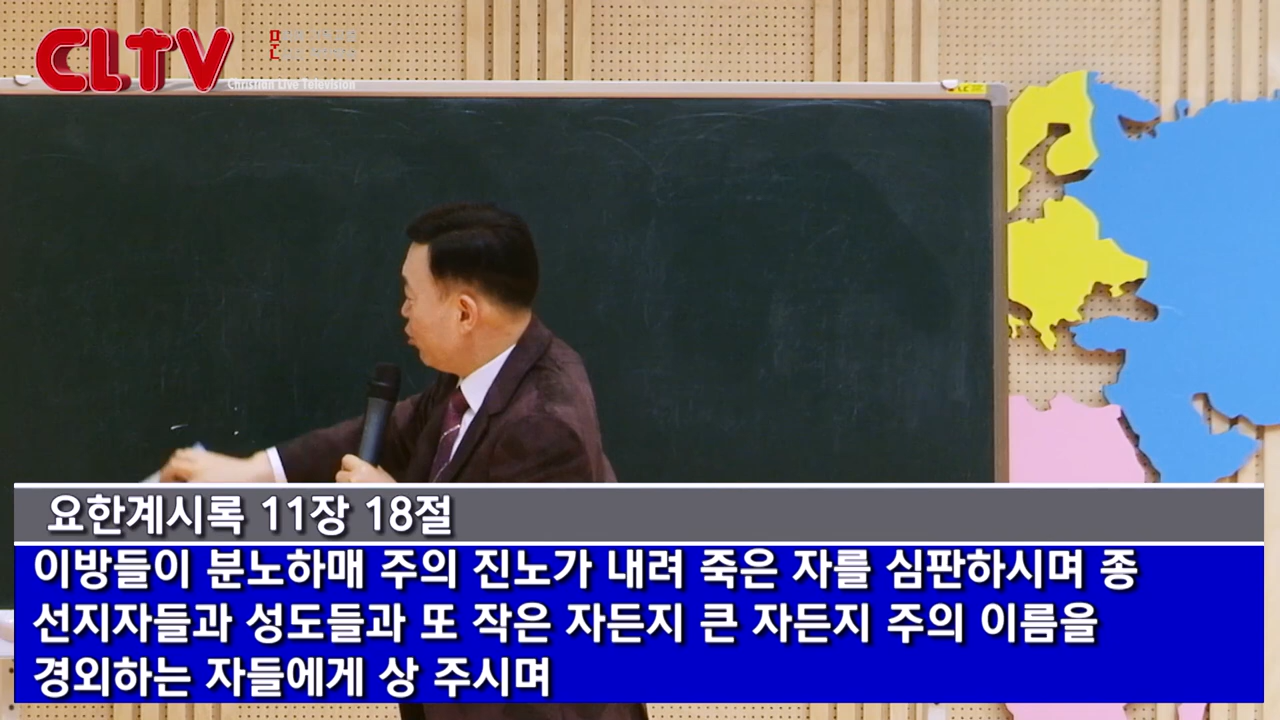 CLTV
Christien Live Television
요한계시록 11장 18절
이방들이 분노하매 주의 진노가 내려 죽은 자를 심판하시며 종
선지자들과 성도들과 또 작은 자든지 큰 자든지 주의 이름을
경외하는 자들에게 상 주시며